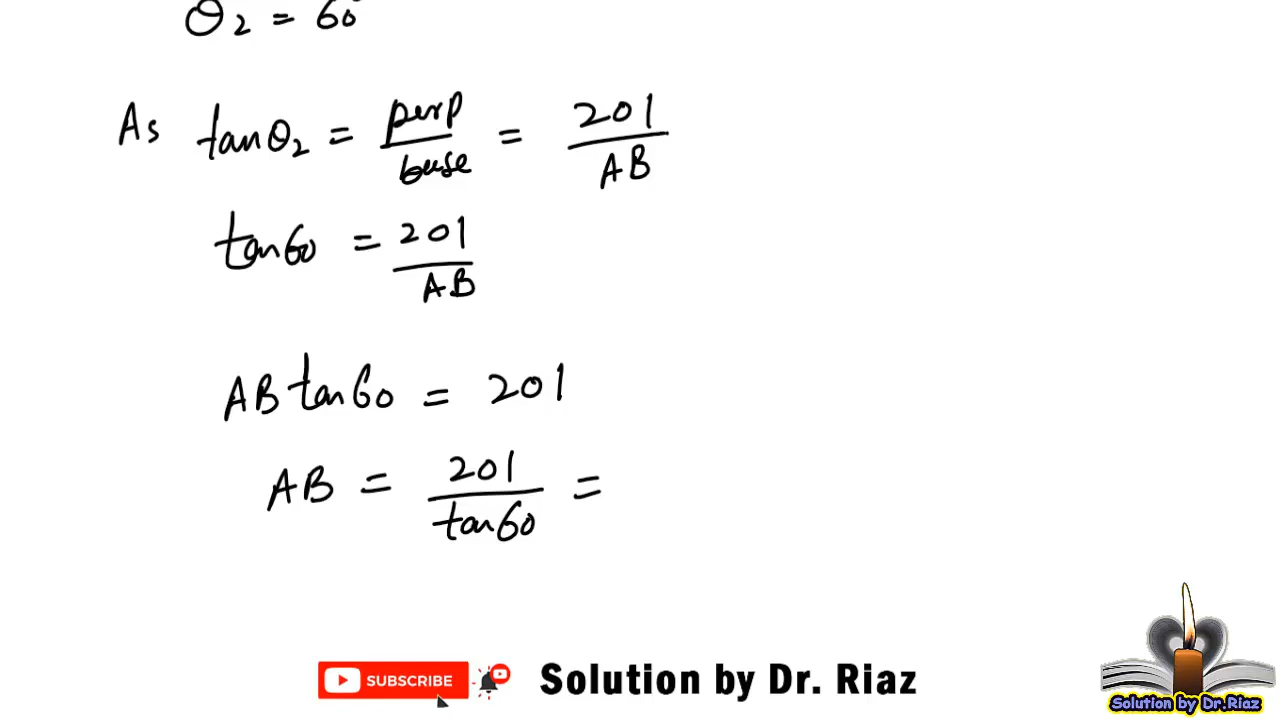 θ₂ = 60°
As tanθ₂ = perp/base = 201/AB
tan60 = 201/AB
AB tan60 = 201
AB = 201/tan60 =
SUBSCRIBE Solution by Dr. Riaz
Solution by Dr.Riaz